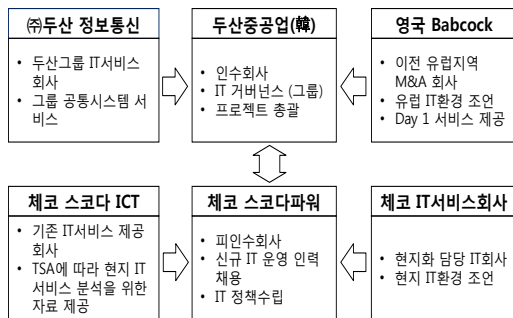 ㈜두산 정보통신
• 두산그룹 IT서비스
회사
• 그룹 공통시스템 서
비스
두산중공업(韓)
• 인수회사
• IT 거버넌스 (그룹)
• 프로젝트 총괄
영국 Babcock
• 이전 유럽지역
M&A 회사
• 유럽 IT환경 조언
• Day 1 서비스 제공
체코 스코다 ICT
• 기존 IT서비스 제공
회사
• TSA에 따라 현지 IT
서비스 분석을 위한
자료 제공
체코 스코다파워
• 피인수회사
• 신규 IT 운영 인력
채용
• IT 정책수립
체코 IT서비스회사
• 현지화 담당 IT회사
• 현지 IT환경 조언